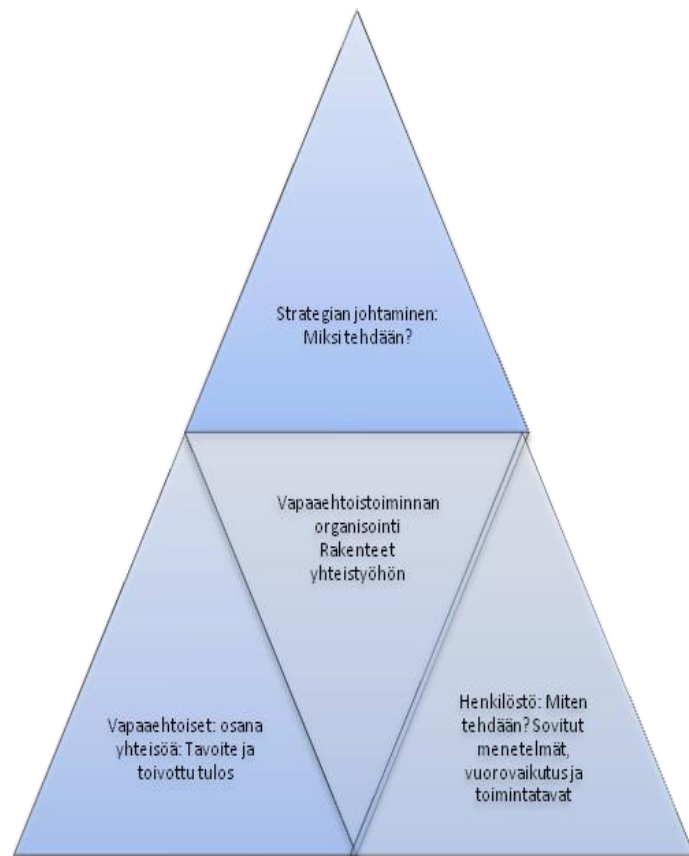 Strategian johtaminen:
Miksi tehdään?
Vapaaehtoistoiminnan
organisointi
Rakenteet
yhteistyöhön
Vapaaehtoiset: osana
yhteisöä: Tavoite ja
toivottu tulos
Henkilöstö: Miten
tehdään? Sovitut
menetelmät,
vuorovaikutus ja
toimintatavat